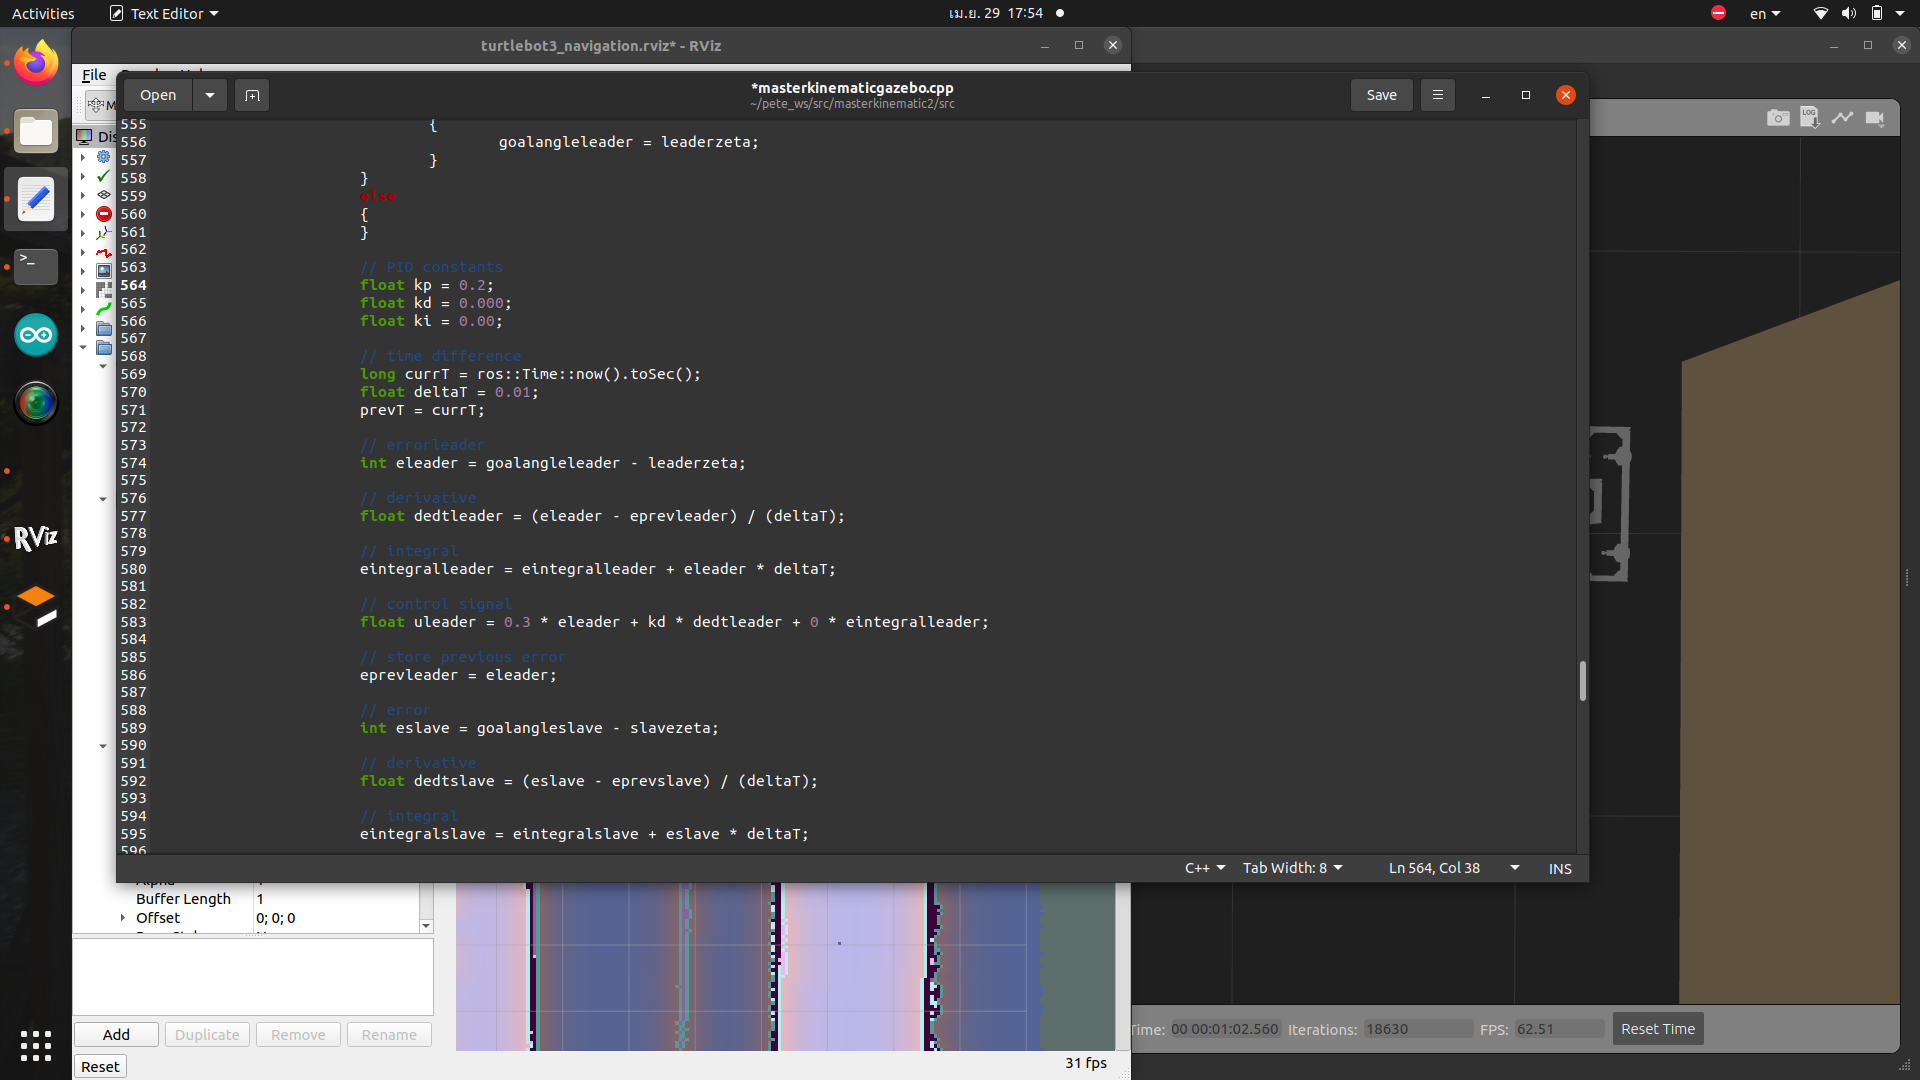 Activities
Text Editor
เม.ย. 29 17:54
en
turtlebot3_navigation.rviz* - RViz
File
Open
*masterkinematicgazebo.cpp
~/pete_ws/src/masterkinematic2/src
Save
555 {
556 goalangleleader = leaderzeta;
557 }
558 }
559 else
560 {
561 }
562
563 // PID constants
564 float kp = 0.2;
565 float kd = 0.000;
566 float ki = 0.00;
567
568 // time difference
569 long currT = ros::Time::now().toSec();
570 float deltaT = 0.01;
571 prevT = currT;
572
573 // errorleader
574 int eleader = goalangleleader - leaderzeta;
575
576 // derivative
577 float dedtleader = (eleader - eprevleader) / (deltaT);
578
579 // integral
580 eintegralleader = eintegralleader + eleader * deltaT;
581
582 // control signal
583 float uleader = 0.3 * eleader + kd * dedtleader + 0 * eintegralleader;
584
585 // store previous error
586 eprevleader = eleader;
587
588 // error
589 int eslave = goalangleslave - slavezeta;
590
591 // derivative
592 float dedtslave = (eslave - eprevslave) / (deltaT);
593
594 // integral
595 eintegralslave = eintegralslave + eslave * deltaT;
596
C++ Tab Width: 8 Ln 564, Col 38 INS
LOG
>_
RViz
Dis
Buffer Length 1
Offset 0; 0; 0
Add Duplicate Remove Rename
Reset
31 fps
Time: 00 00:01:02.560 Iterations: 18630 FPS: 62.51 Reset Time